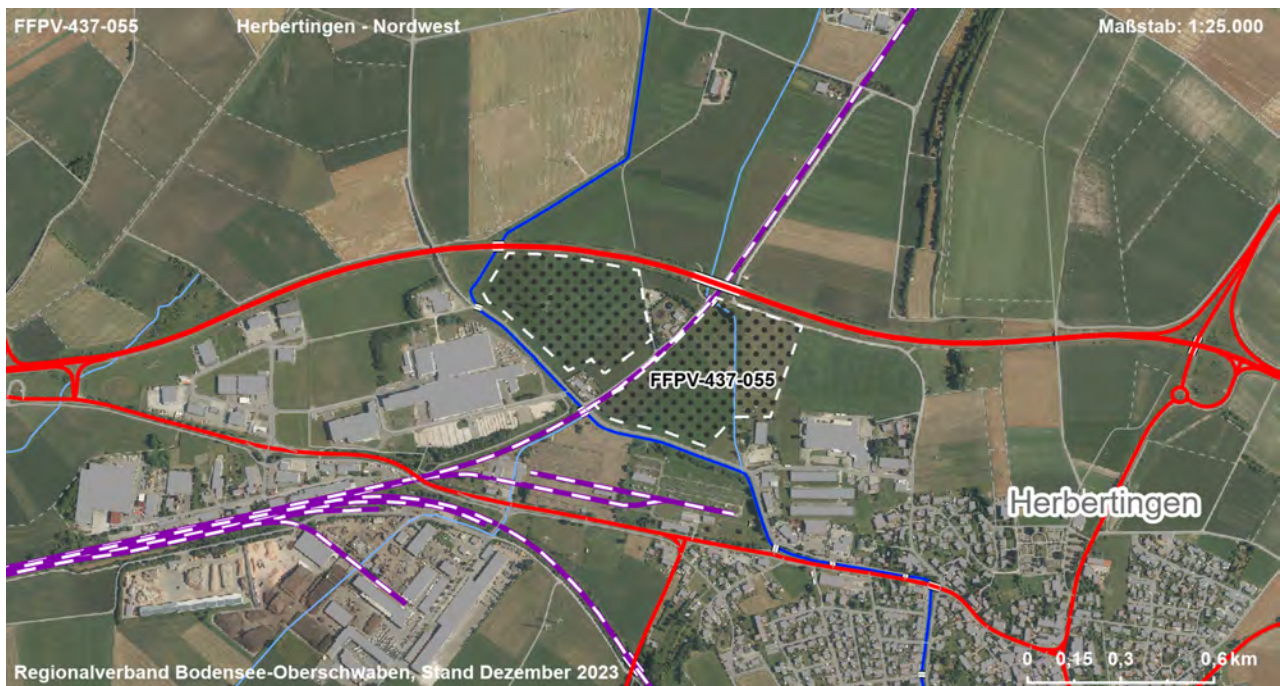 FFPV-437-055
Herbertingen - Nordwest
Maßstab: 1:25.000
FFPV-437-055
Herbertingen
Regionalverband Bodensee-Oberschwaben, Stand Dezember 2023
0 0,15 0,3 0,6 km